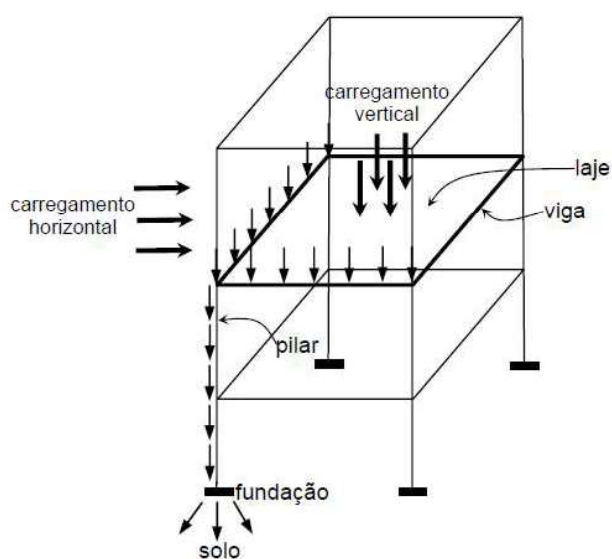 carregamento
vertical
laje
carregamento
horizontal
viga
pilar
fundação
solo